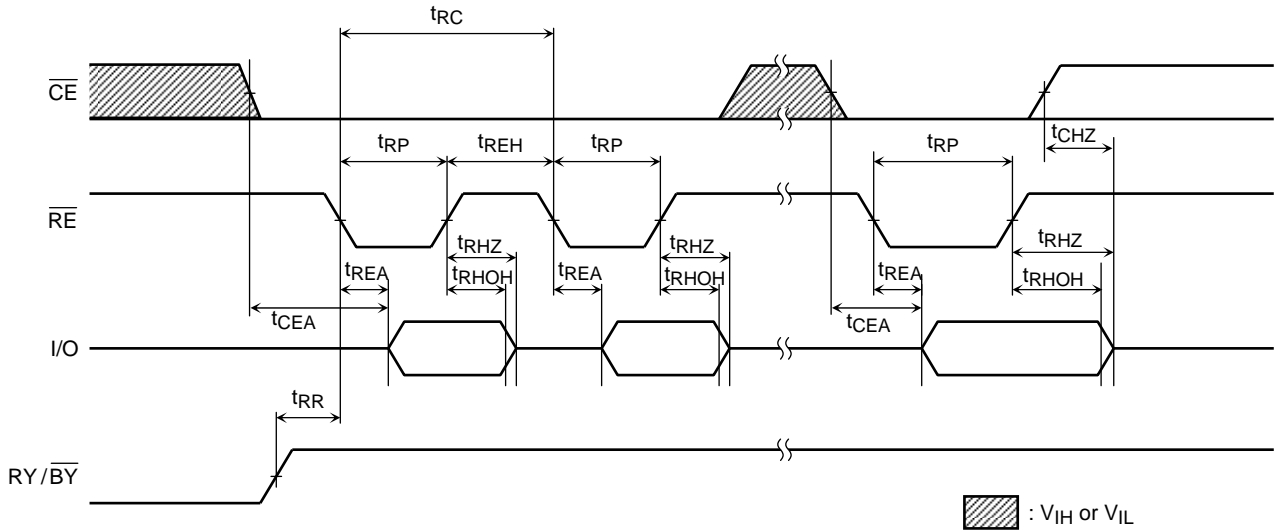 tRC
CE
tCHZ
tRP tREH tRP tRP
RE
tRHZ tRHZ tRHZ
tREA tRHOH tREA tRHOH tREA tRHOH
tCEA tCEA
I/O
tRR
RY/BY
: VIH or VIL